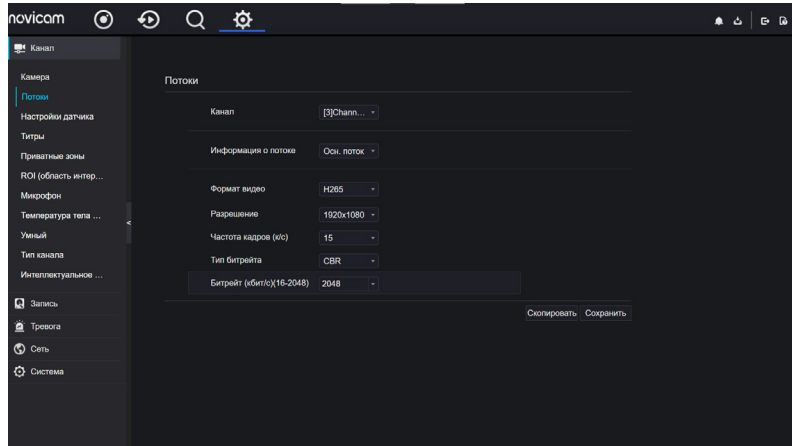 novicam
Канал
Камера
Потоки
Настройки датчика
Титры
Приватные зоны
ROI (область интер...
Микрофон
Температура тела ...
Умный
Тип канала
Интеллектуальное ...
Запись
Тревога
Сеть
Система
Потоки
Канал [3]Chann...
Информация о потоке Осн. поток
Формат видео H265
Разрешение 1920x1080
Частота кадров (к/с) 15
Тип битрейта CBR
Битрейт (кбит/с)(16-2048) 2048
Скопировать Сохранить